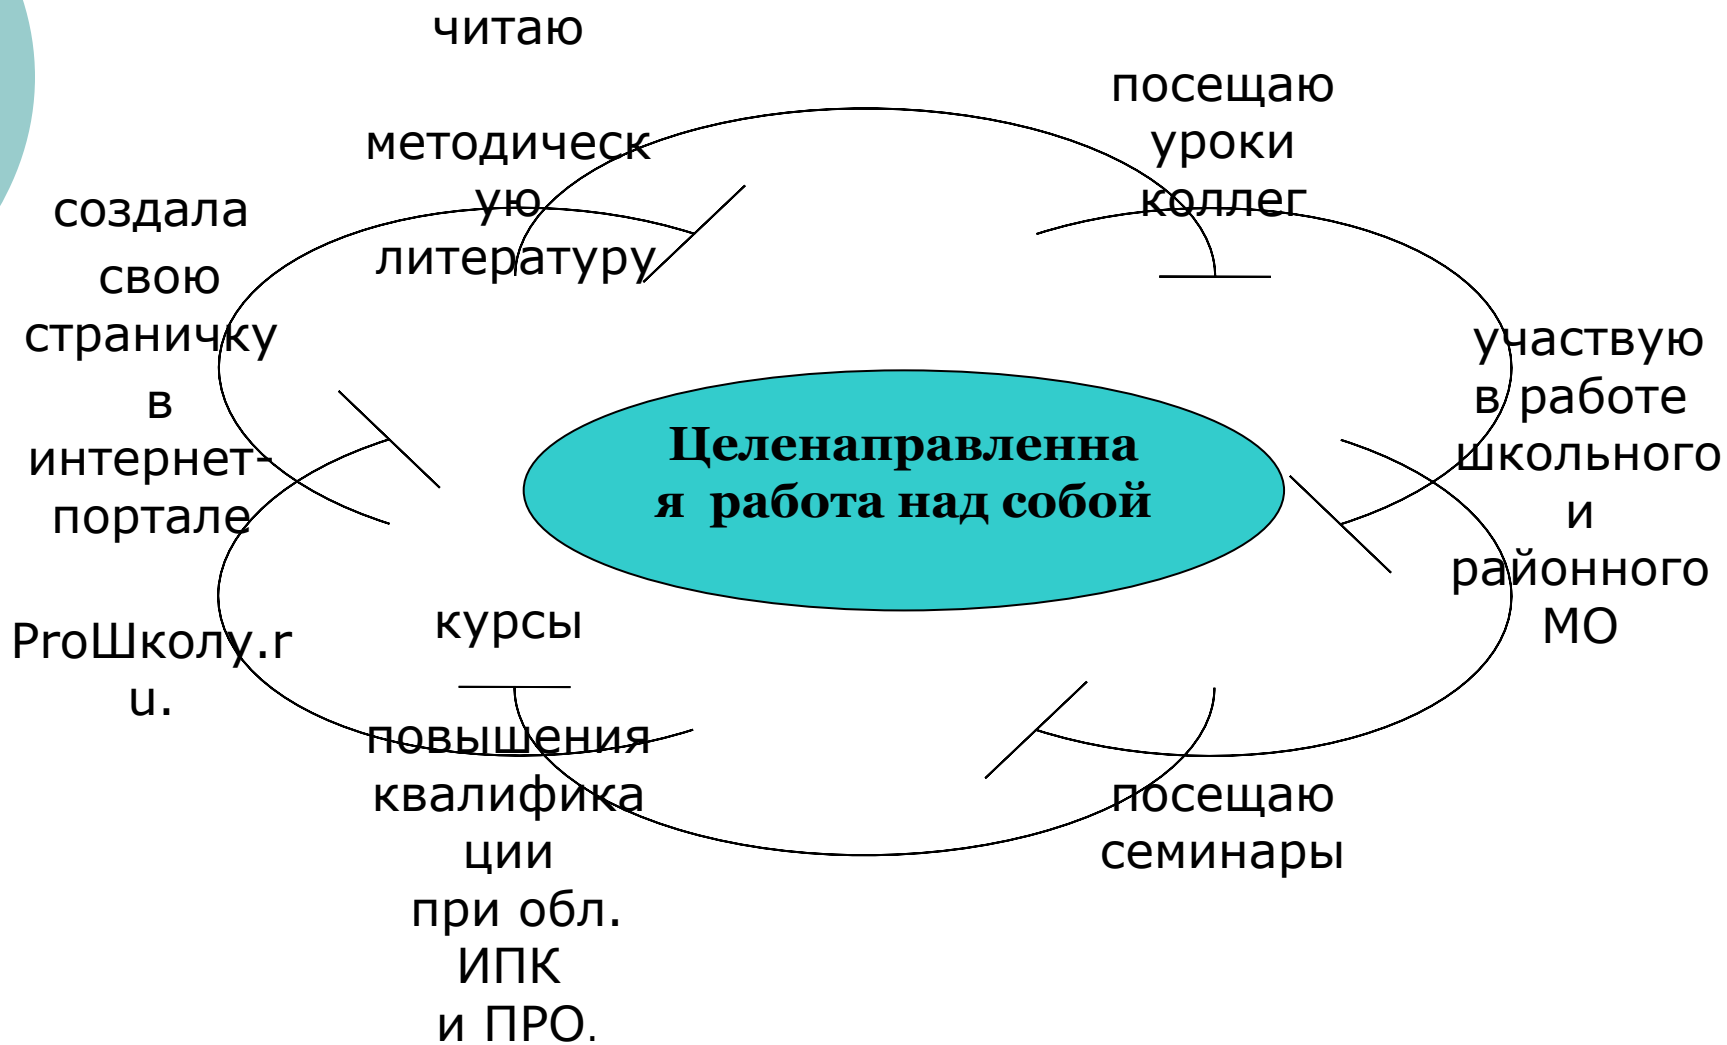 читаю
методическ
ую
литературу
посещаю
уроки
коллег
создала
свою
страничку
в
интернет-
портале
ProШколу.r
u.
Целенаправленна
я работа над собой
участвую
в работе
школьного
и
районного
МО
курсы
повышения
квалифика
ции
при обл.
ИПК
и ПРО.
посещаю
семинары